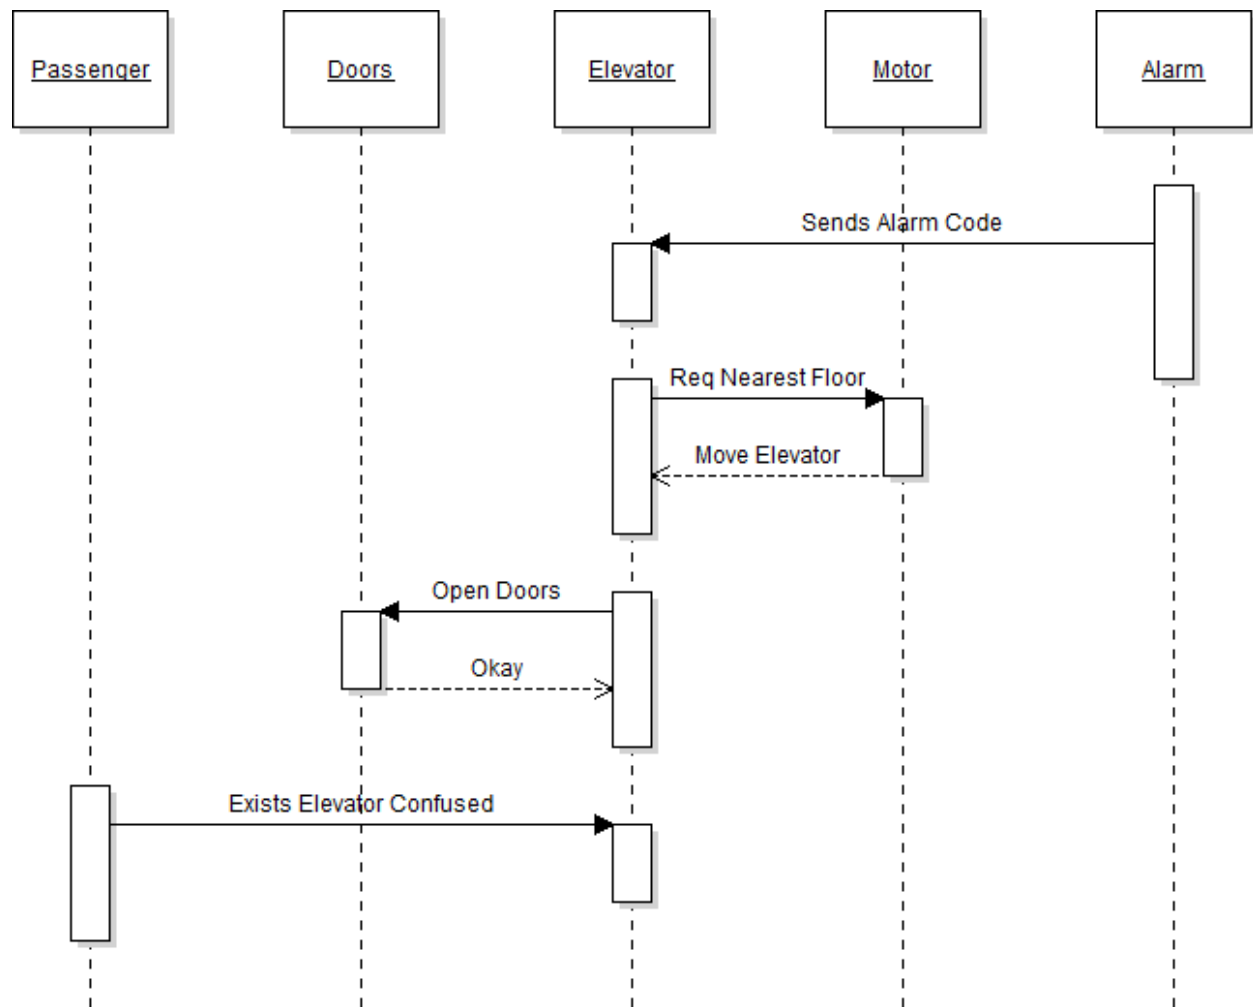 Passenger
Doors
Elevator
Motor
Alarm
Sends Alarm Code
Req Nearest Floor
Move Elevator
Open Doors
Okay
Exists Elevator Confused